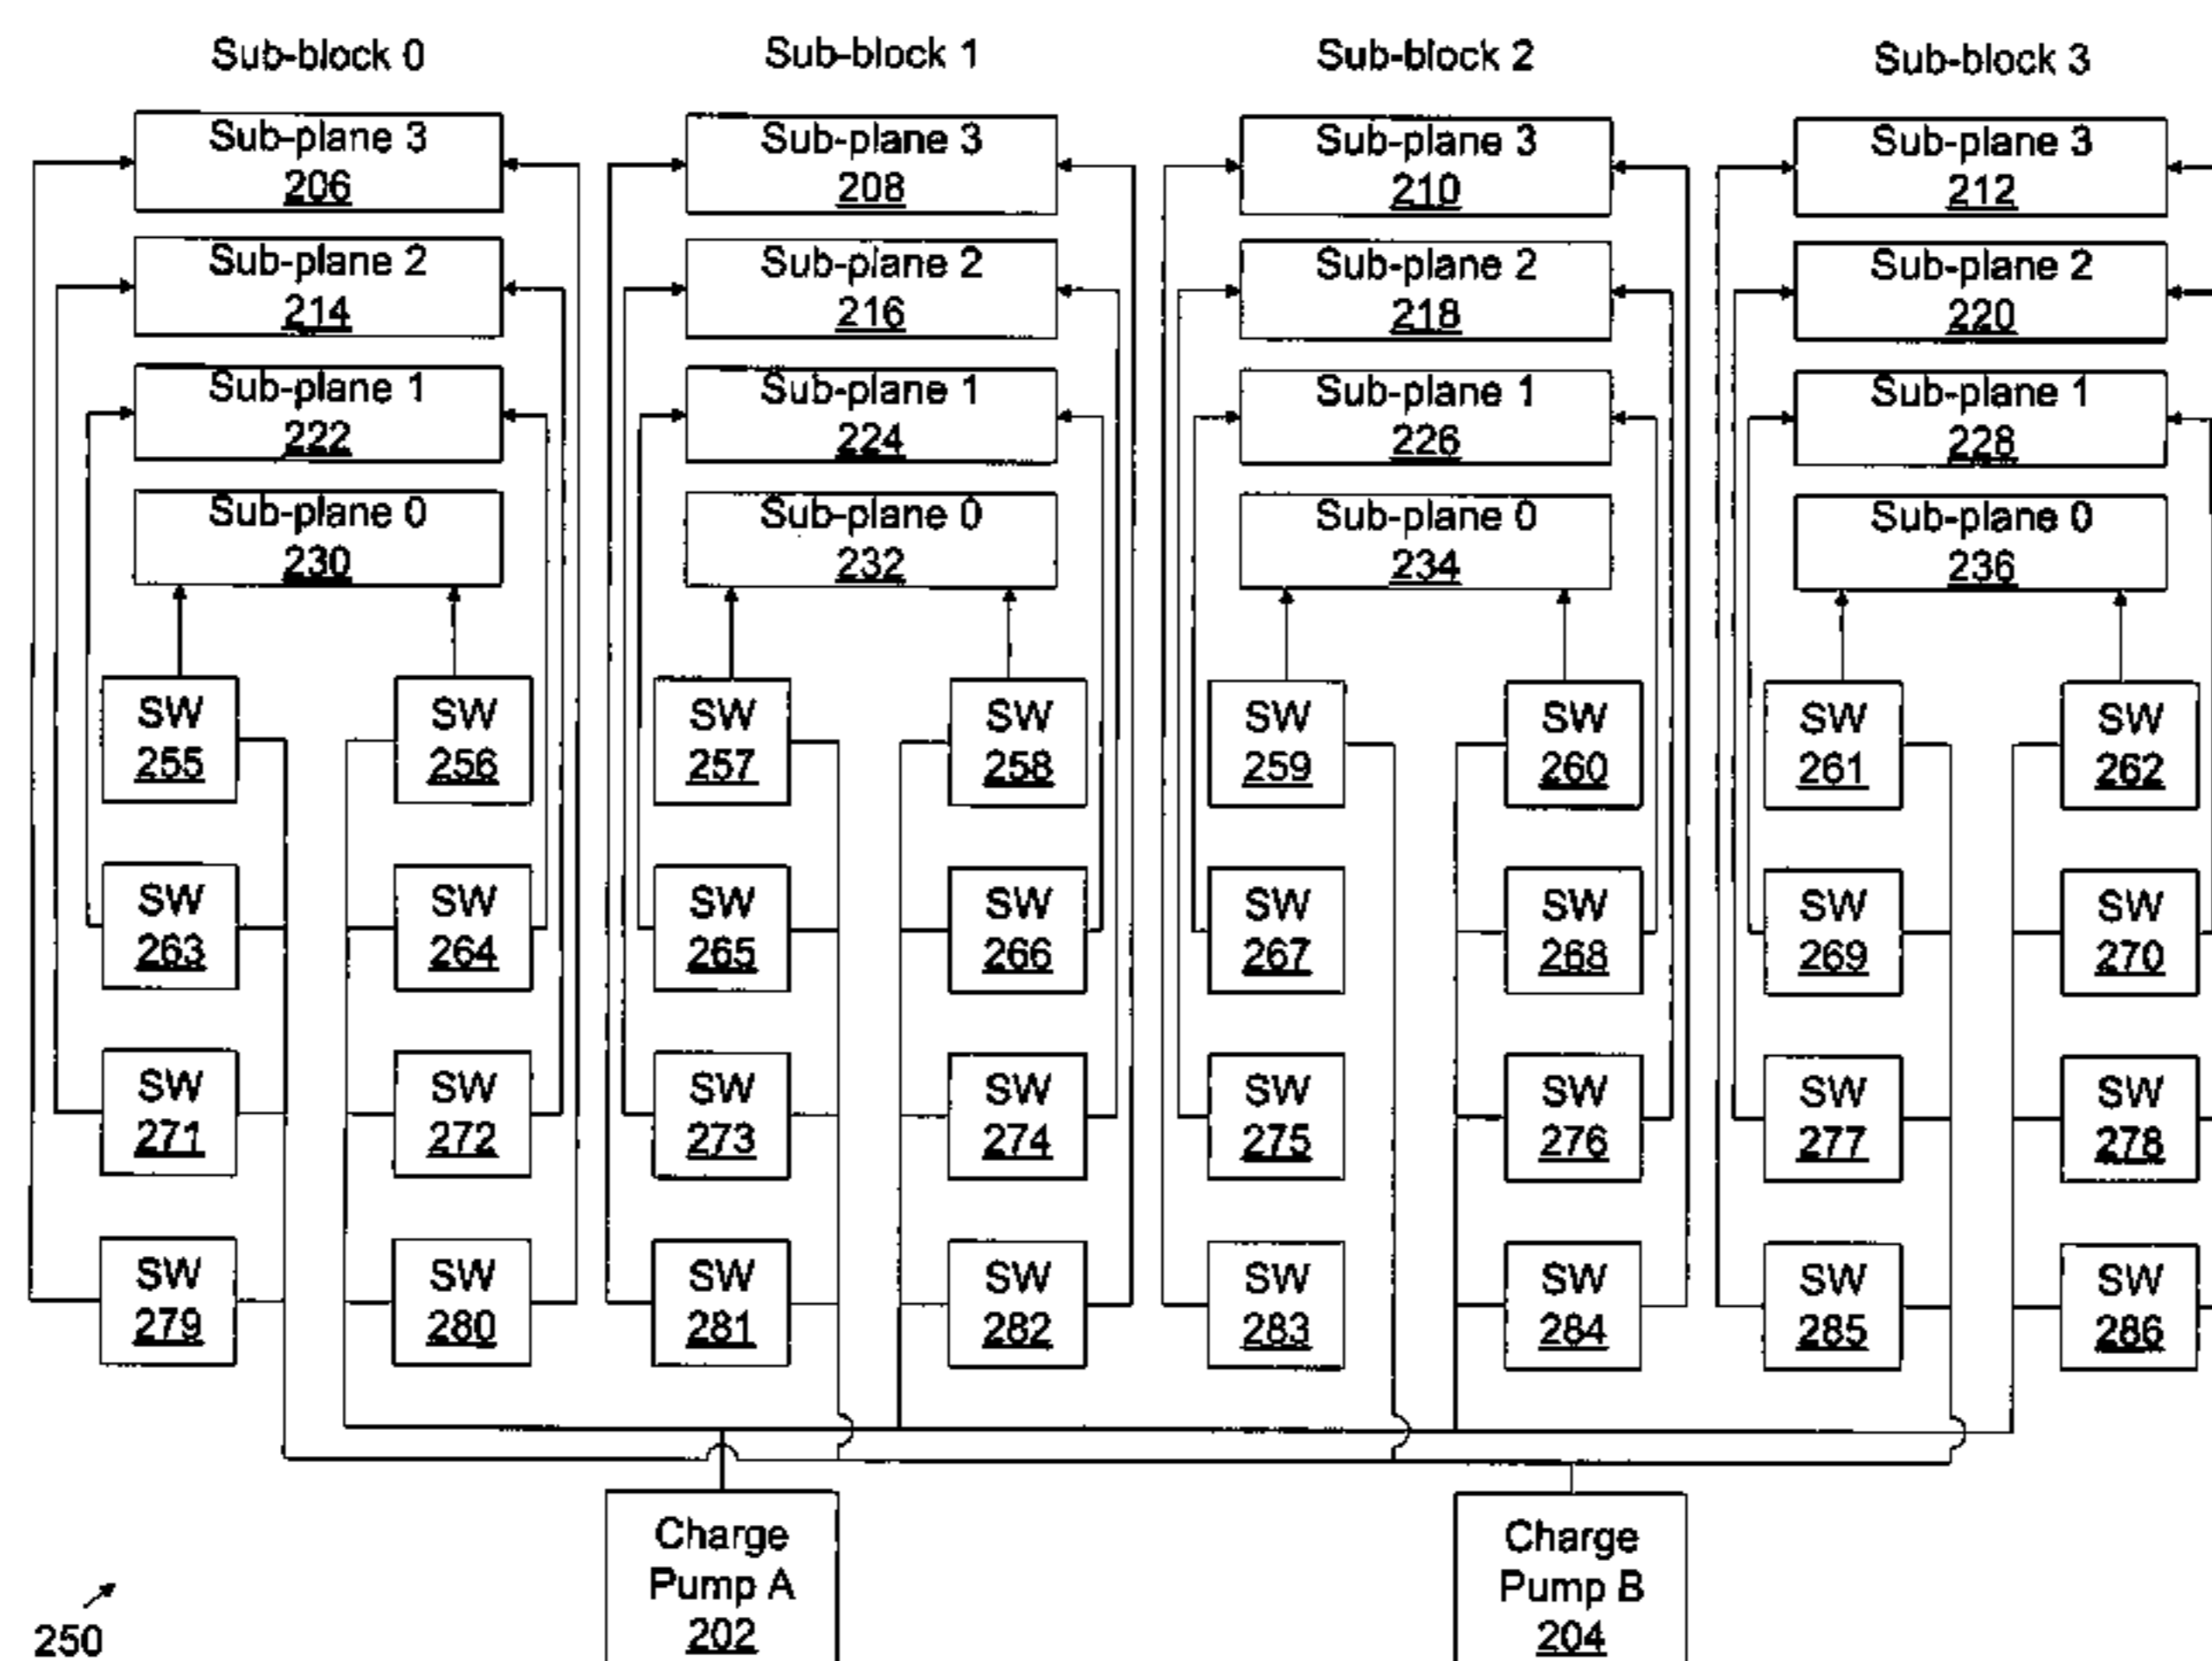 Sub-block 0
Sub-block 1
Sub-block 2
Sub-block 3
Sub-plane 3
206
Sub-plane 3
208
Sub-plane 3
210
Sub-plane 3
212
Sub-plane 2
214
Sub-plane 2
216
Sub-plane 2
218
Sub-plane 2
220
Sub-plane 1
222
Sub-plane 1
224
Sub-plane 1
226
Sub-plane 1
228
Sub-plane 0
230
Sub-plane 0
232
Sub-plane 0
234
Sub-plane 0
236
SW
255
SW
256
SW
257
SW
258
SW
259
SW
260
SW
261
SW
262
SW
263
SW
264
SW
265
SW
266
SW
267
SW
268
SW
269
SW
270
SW
271
SW
272
SW
273
SW
274
SW
275
SW
276
SW
277
SW
278
SW
279
SW
280
SW
281
SW
282
SW
283
SW
284
SW
285
SW
286
Charge
Pump A
202
Charge
Pump B
204
250